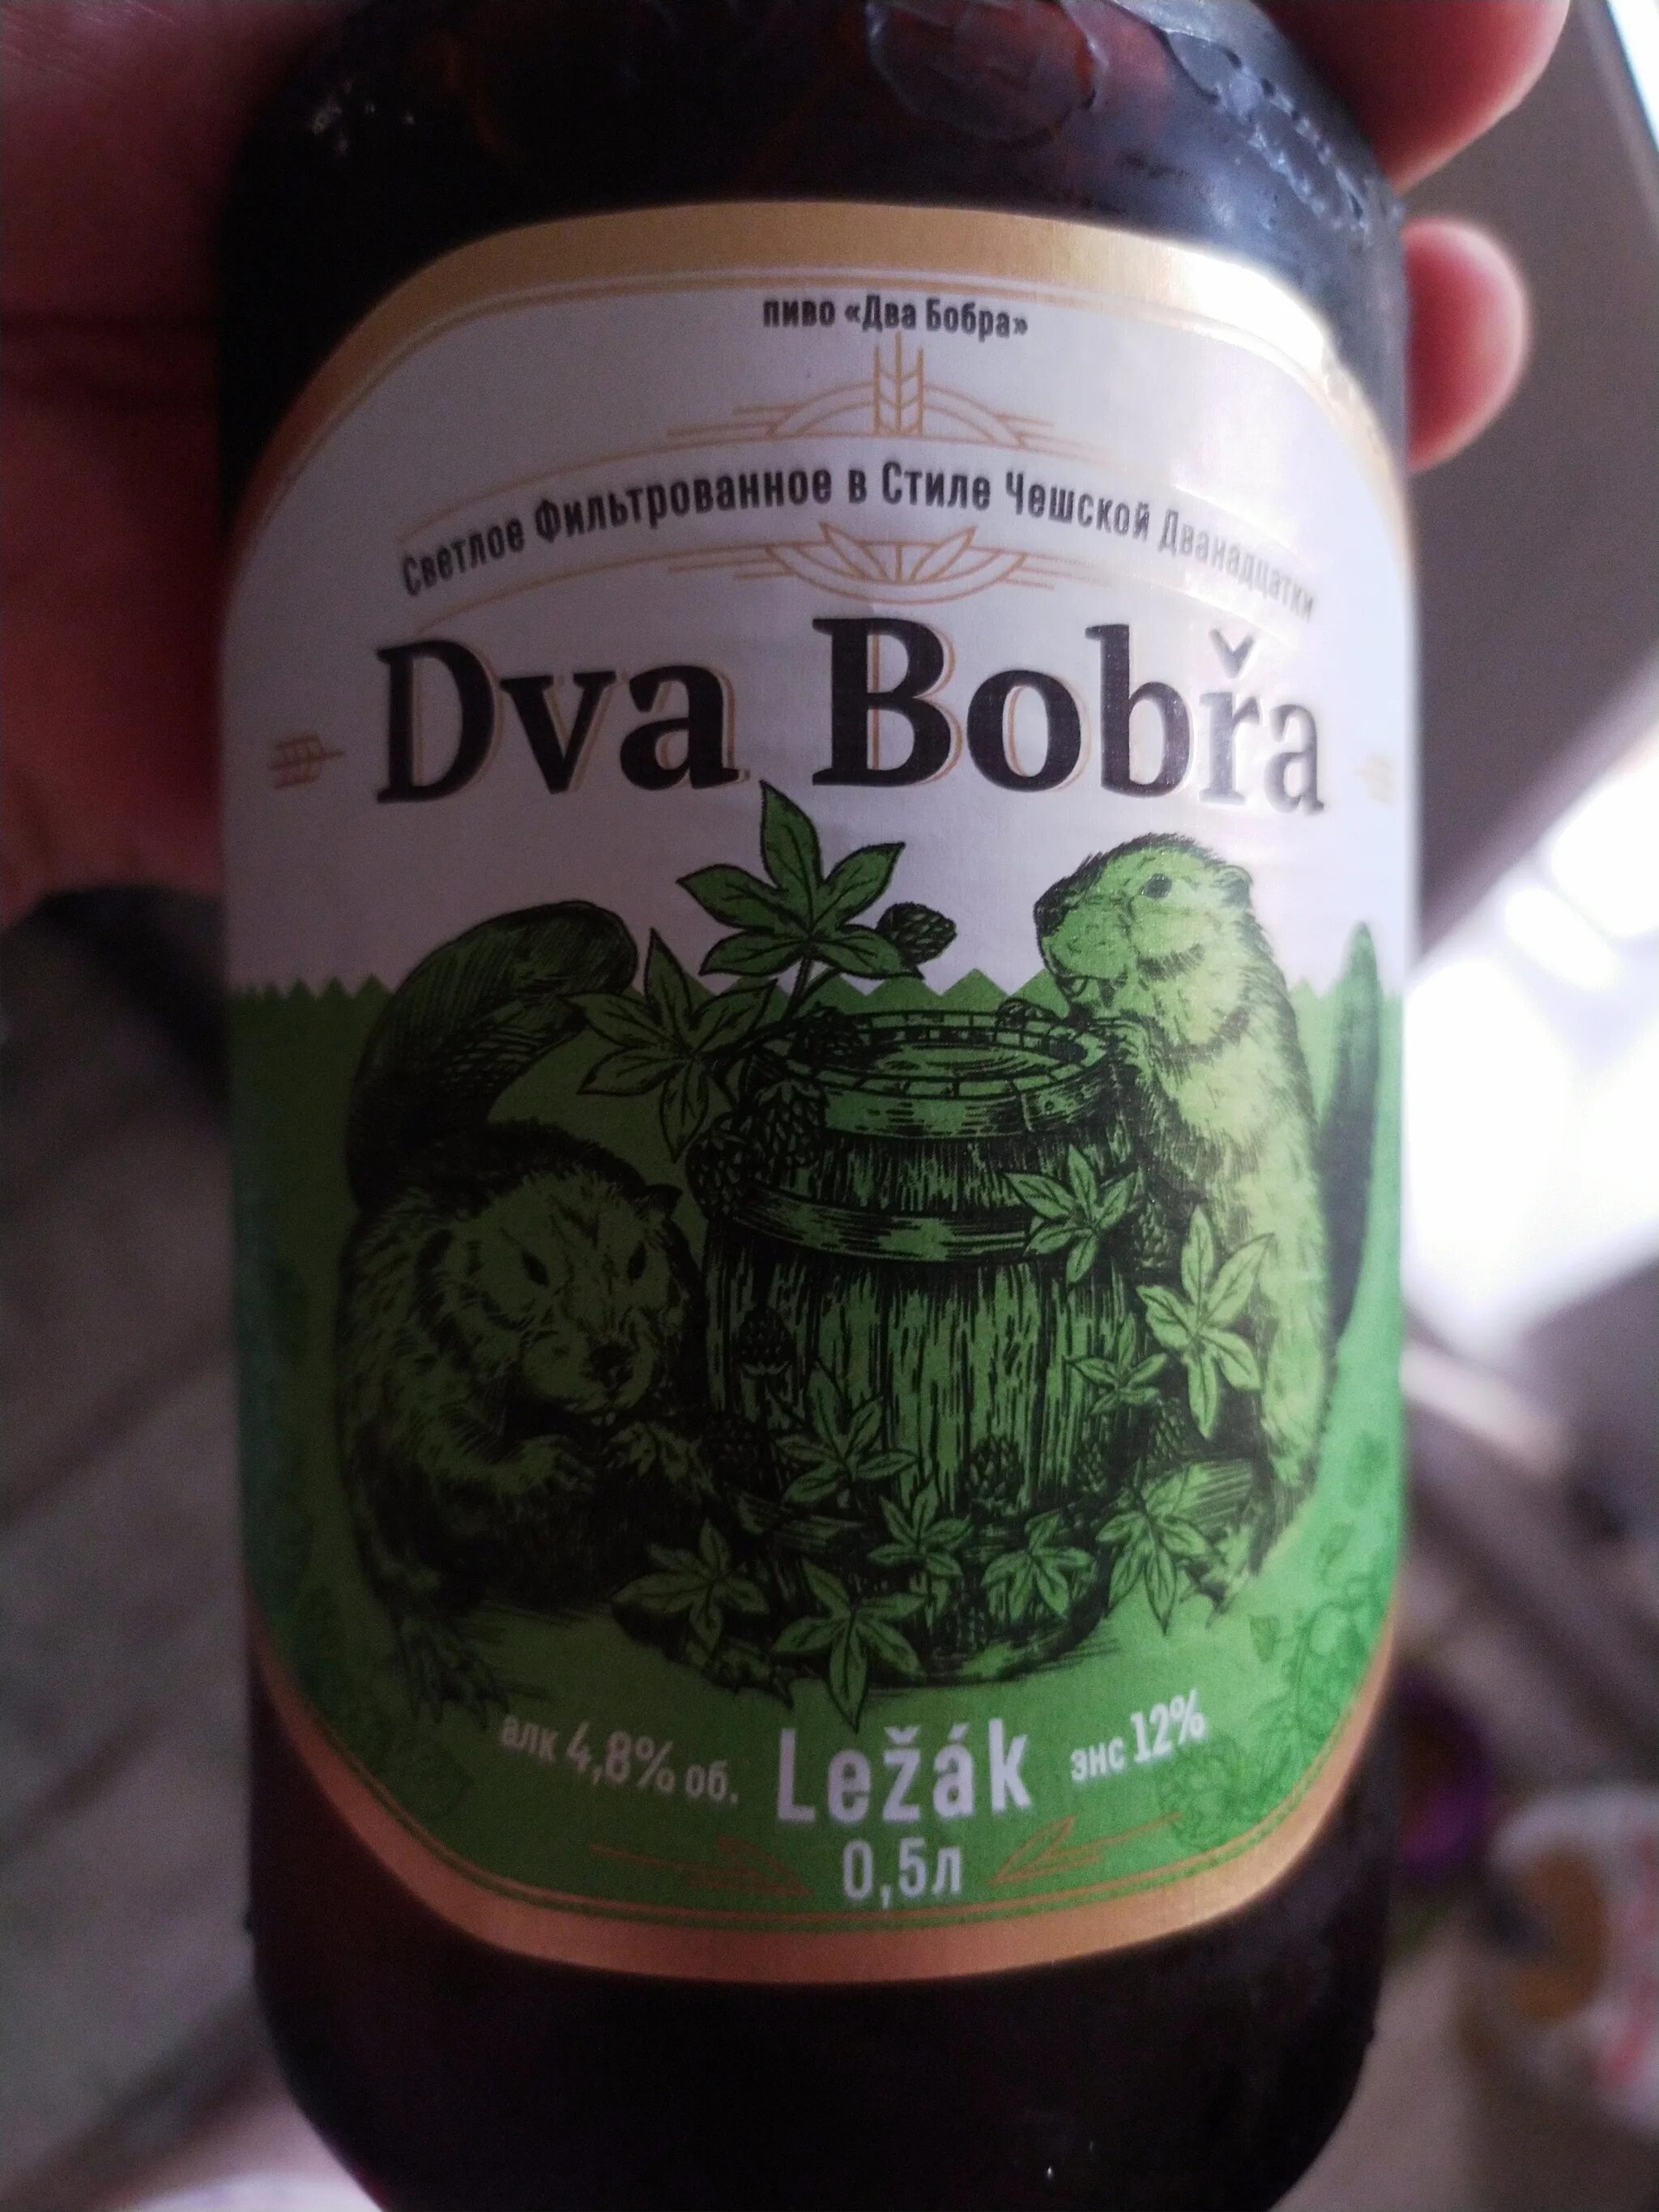 пиво «Два Бобра»
Светлое Фильтрованное в Стиле Чешской Двенадцатки
Dva Bobřa
алк 4,8% об. Ležák энс 12%
0,5л